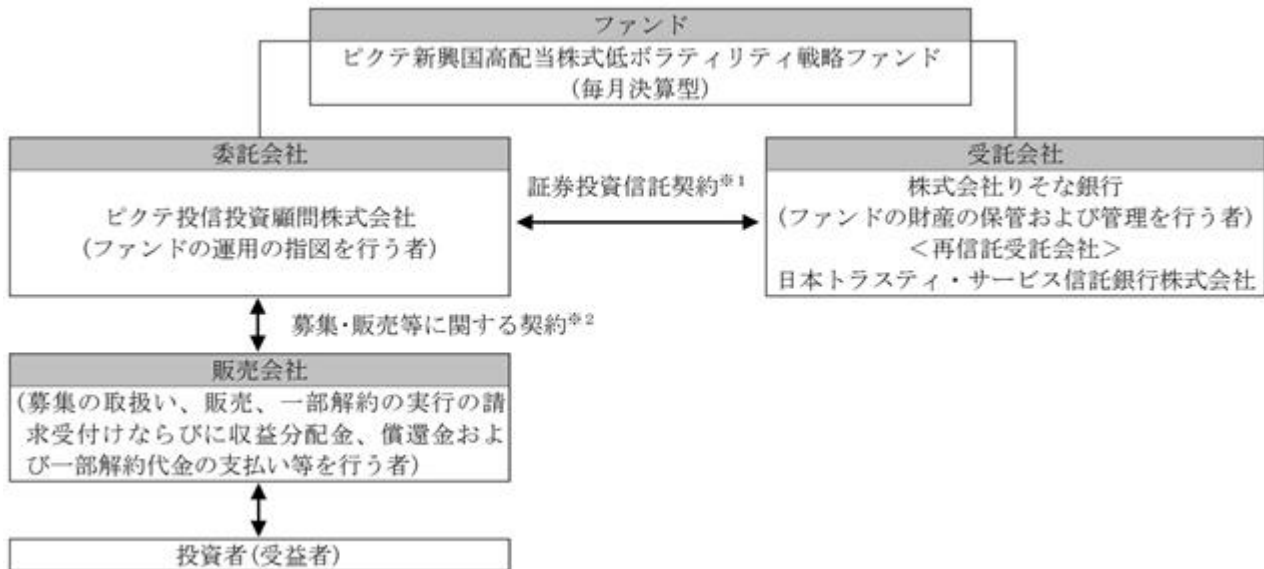 ファンド
ピクテ新興国高配当株式低ボラティリティ戦略ファンド
(毎月決算型)
委託会社
ピクテ投信投資顧問株式会社
(ファンドの運用の指図を行う者)
証券投資信託契約※1
受託会社
株式会社りそな銀行
(ファンドの財産の保管および管理を行う者)
<再信託受託会社>
日本トラスティ・サービス信託銀行株式会社
募集・販売等に関する契約※2
販売会社
(募集の取扱い、販売、一部解約の実行の請
求受付けならびに収益分配金、償還金およ
び一部解約代金の支払い等を行う者)
投資者(受益者)